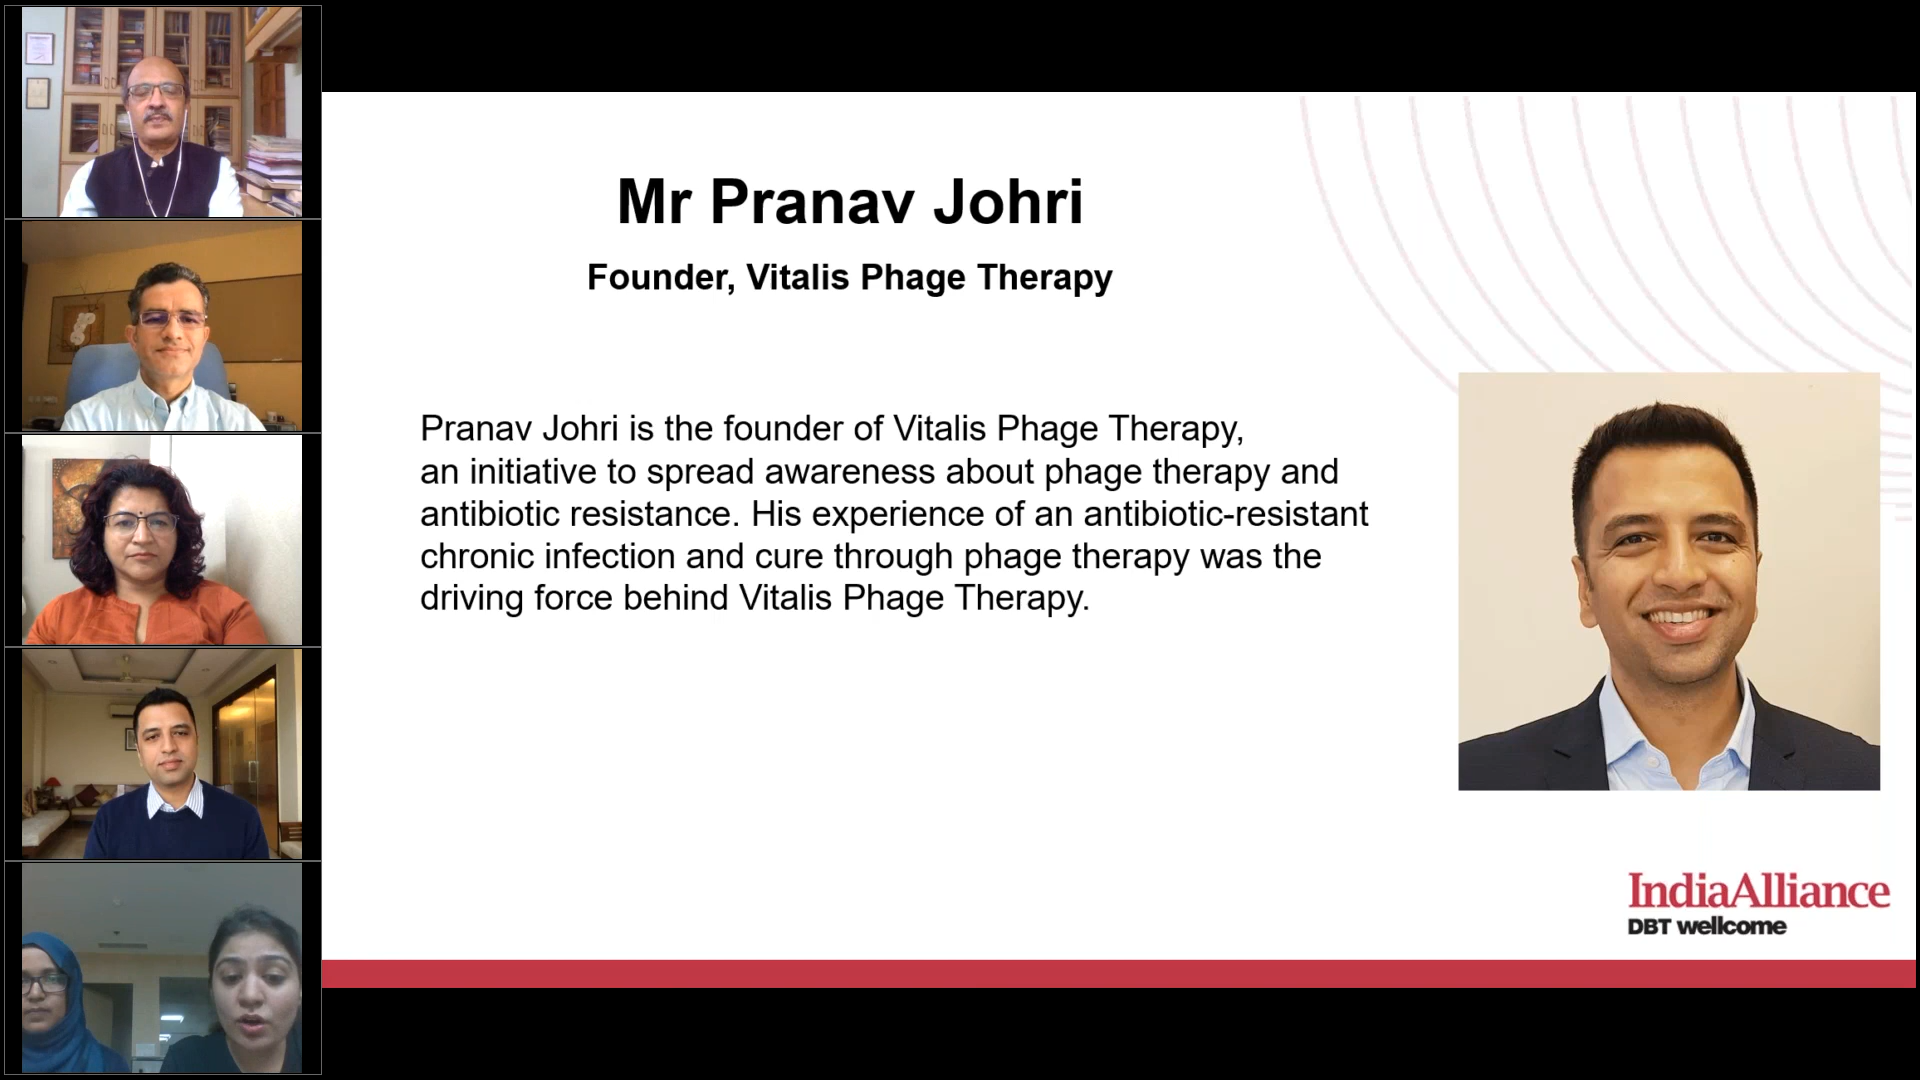 Mr Pranav Johri
Founder, Vitalis Phage Therapy
Pranav Johri is the founder of Vitalis Phage Therapy,
an initiative to spread awareness about phage therapy and
antibiotic resistance. His experience of an antibiotic-resistant
chronic infection and cure through phage therapy was the
driving force behind Vitalis Phage Therapy.
IndiaAlliance
DBT wellcome